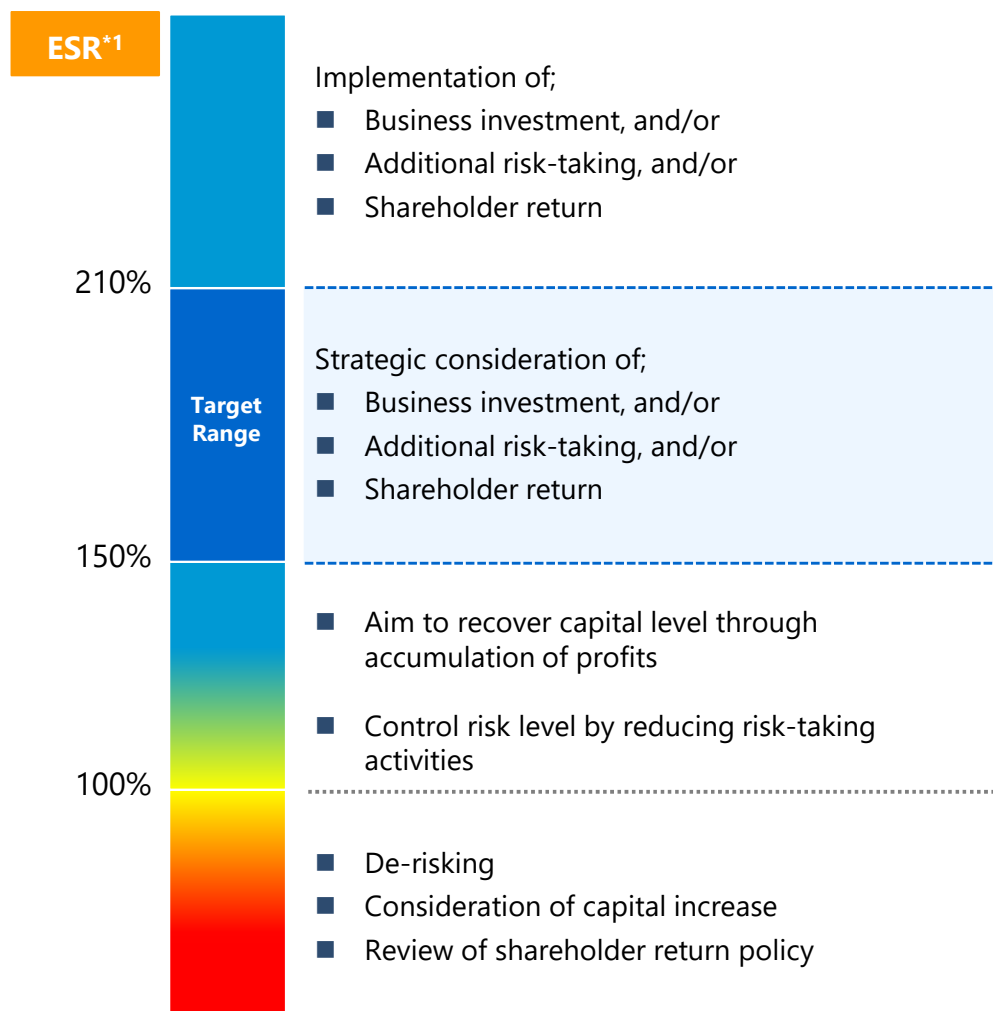 ESR*1
Implementation of;
■ Business investment, and/or
■ Additional risk-taking, and/or
■ Shareholder return
210%
Strategic consideration of;
■ Business investment, and/or
■ Additional risk-taking, and/or
■ Shareholder return
Target
Range
150%
■ Aim to recover capital level through
accumulation of profits
■ Control risk level by reducing risk-taking
activities
100%
■ De-risking
■ Consideration of capital increase
■ Review of shareholder return policy